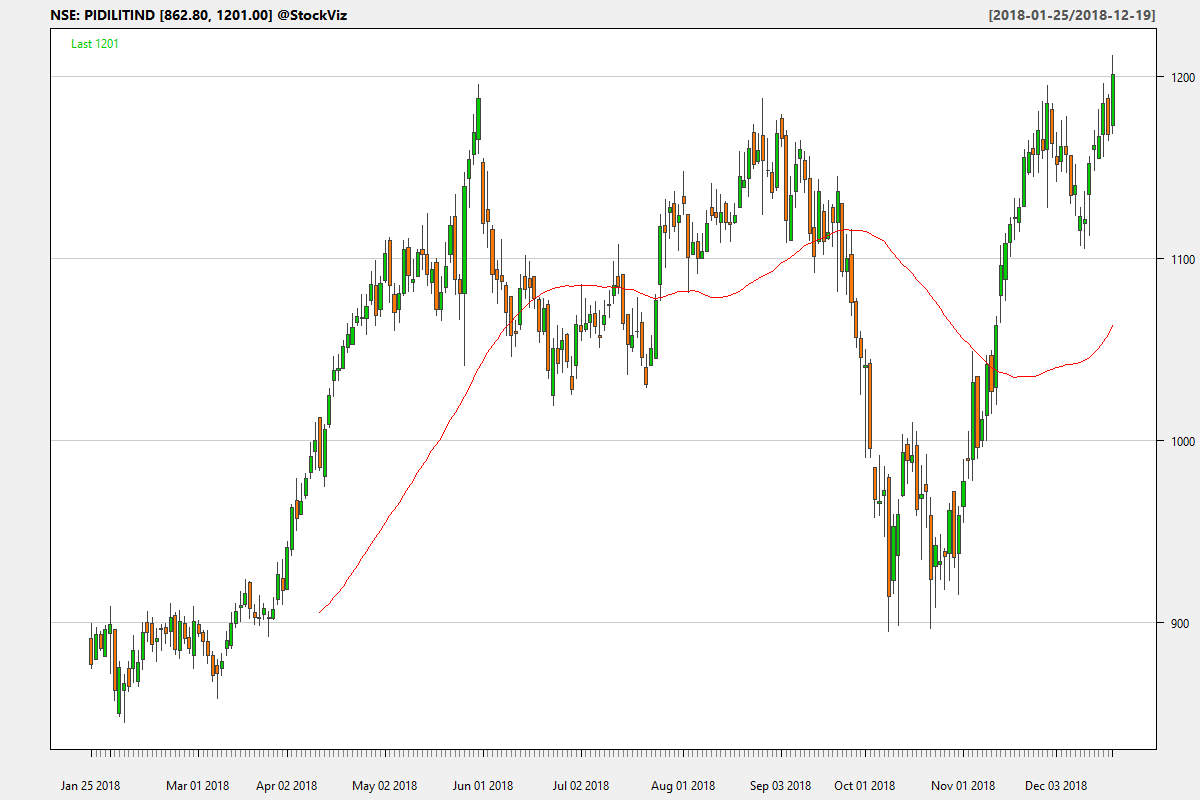 NSE: PIDILITIND [862.80, 1201.00] @StockViz [2018-01-25/2018-12-19]
Last 1201
1200
1100
1000
900
Jan 25 2018 Mar 01 2018 Apr 02 2018 May 02 2018 Jun 01 2018 Jul 02 2018 Aug 01 2018 Sep 03 2018 Oct 01 2018 Nov 01 2018 Dec 03 2018